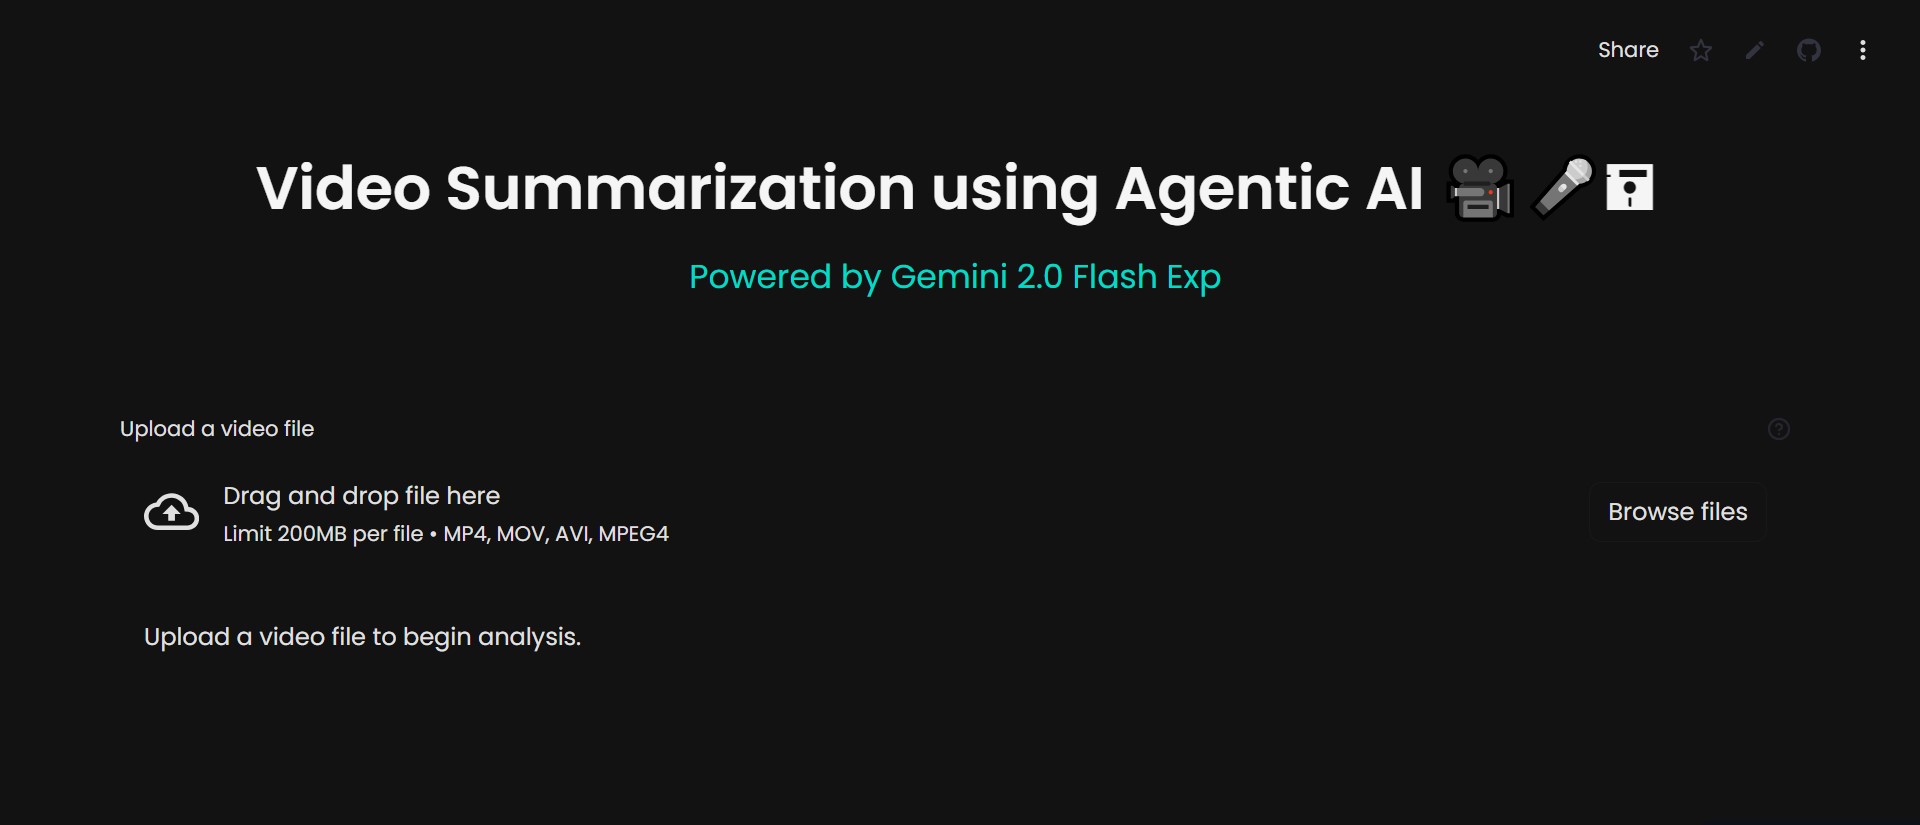 Share
Video Summarization using Agentic AI 🎥🎤🖬
Powered by Gemini 2.0 Flash Exp
Upload a video file
Drag and drop file here
Limit 200MB per file • MP4, MOV, AVI, MPEG4
Browse files
Upload a video file to begin analysis.